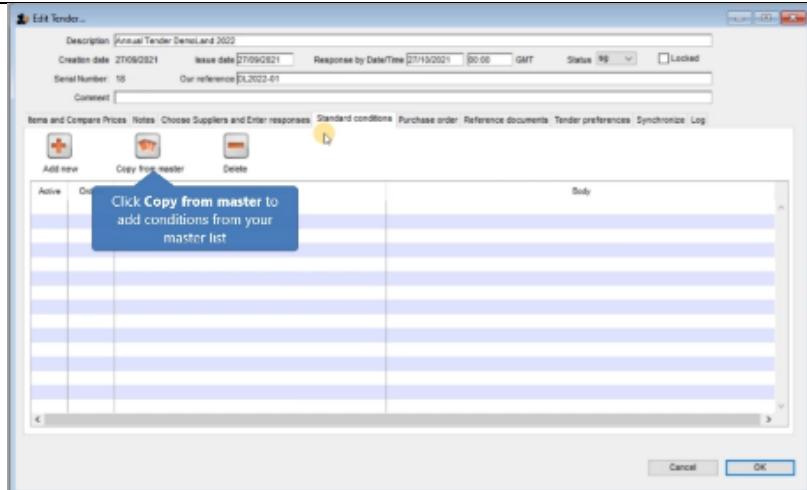 Edit Tender...
Description Annual Tender DemoLand 2022
Creation date 27/09/2021 Issue date 27/09/2021 Response by Date/Time 27/10/2021 00:00 GMT Status sg Locked
Serial Number 18 Our reference DL2022-01
Comment
Items and Compare Prices Notes Choose Suppliers and Enter responses Standard conditions Purchase order Reference documents Tender preferences Synchronize Log
Add new Copy from master Delete
Active Body
Click Copy from master to
add conditions from your
master list
Cancel OK